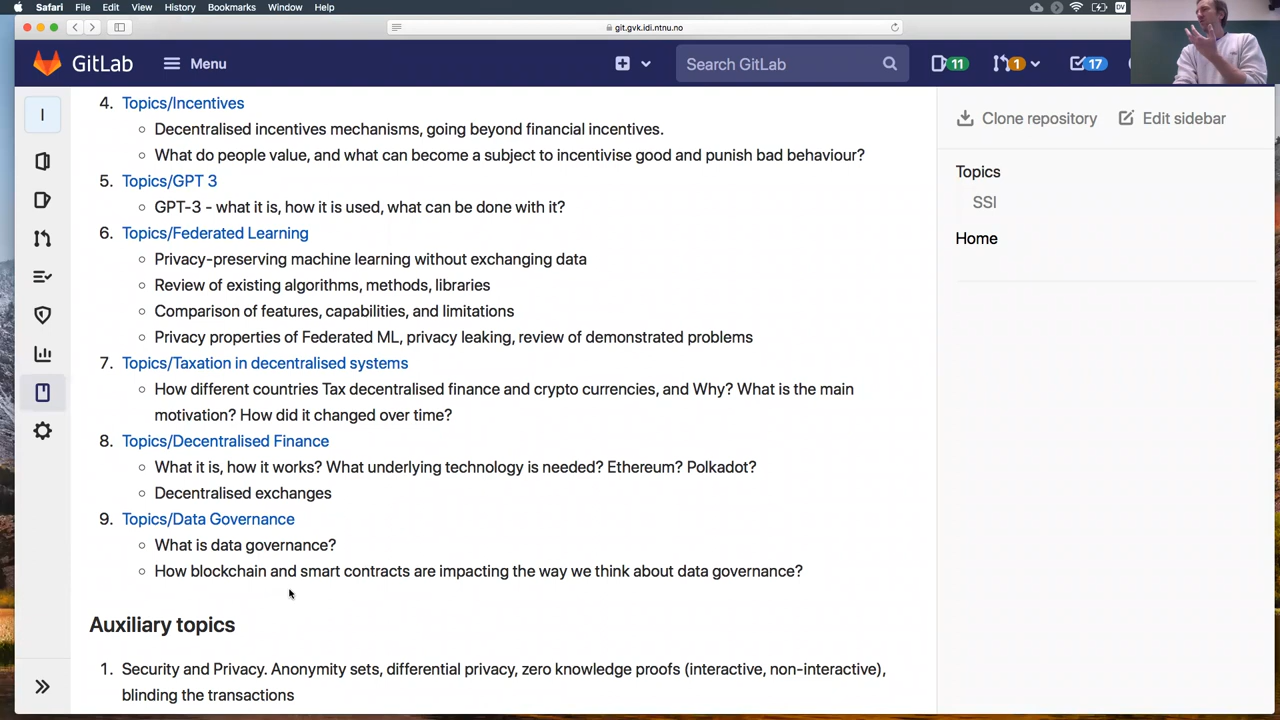 Safari File Edit View History Bookmarks Window Help
DV
git.gvk.idi.ntnu.no
GitLab Menu Search GitLab 11 1 17
4. Topics/Incentives
Decentralised incentives mechanisms, going beyond financial incentives.
What do people value, and what can become a subject to incentivise good and punish bad behaviour?
5. Topics/GPT 3
GPT-3 - what it is, how it is used, what can be done with it?
6. Topics/Federated Learning
Privacy-preserving machine learning without exchanging data
Review of existing algorithms, methods, libraries
Comparison of features, capabilities, and limitations
Privacy properties of Federated ML, privacy leaking, review of demonstrated problems
7. Topics/Taxation in decentralised systems
How different countries Tax decentralised finance and crypto currencies, and Why? What is the main
motivation? How did it changed over time?
8. Topics/Decentralised Finance
What it is, how it works? What underlying technology is needed? Ethereum? Polkadot?
Decentralised exchanges
9. Topics/Data Governance
What is data governance?
How blockchain and smart contracts are impacting the way we think about data governance?
Auxiliary topics
1. Security and Privacy. Anonymity sets, differential privacy, zero knowledge proofs (interactive, non-interactive),
blinding the transactions
I
Clone repository Edit sidebar
Topics
SSI
Home